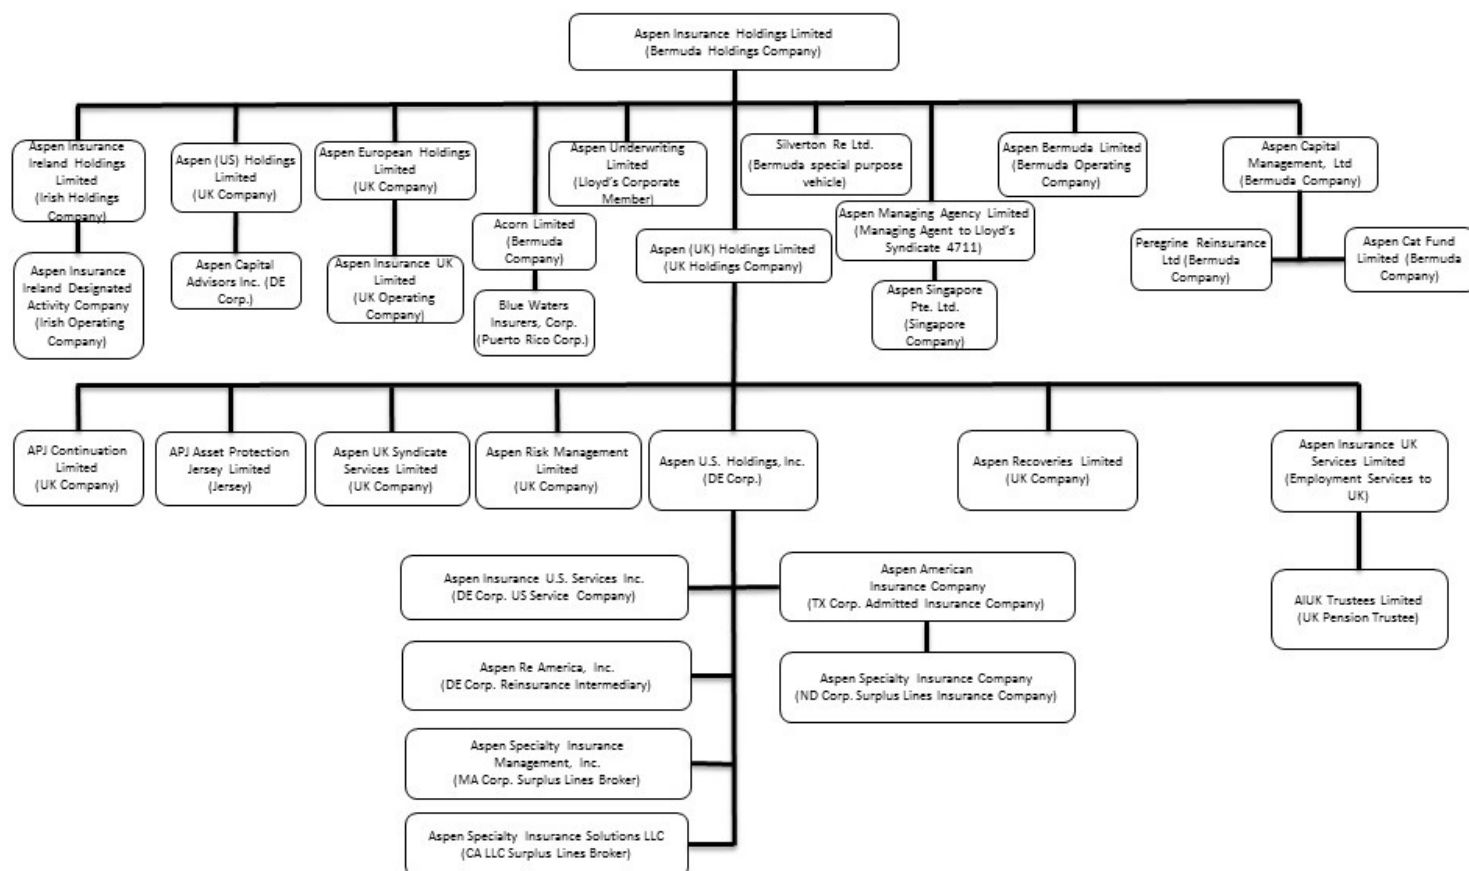 Aspen Insurance Holdings Limited
(Bermuda Holdings Company)
Aspen Insurance
Ireland Holdings
Limited
(Irish Holdings
Company)
Aspen (US) Holdings
Limited
(UK Company)
Aspen European Holdings
Limited
(UK Company)
Acorn Limited
(Bermuda
Company)
Aspen Underwriting
Limited
(Lloyd's Corporate
Member)
Aspen (UK) Holdings Limited
(UK Holdings Company)
Silverton Re Ltd.
(Bermuda special purpose
vehicle)
Aspen Managing Agency Limited
(Managing Agent to Lloyd's
Syndicate 4711)
Aspen Bermuda Limited
(Bermuda Operating
Company)
Aspen Capital
Management, Ltd
(Bermuda Company)
Aspen Insurance
Ireland Designated
Activity Company
(Irish Operating
Company)
Aspen Capital
Advisors Inc. (DE
Corp.)
Aspen Insurance UK
Limited
(UK Operating
Company)
Blue Waters
Insurers, Corp.
(Puerto Rico Corp.)
Aspen Singapore
Pte. Ltd.
(Singapore
Company)
Peregrine Reinsurance
Ltd (Bermuda
Company)
Aspen Cat Fund
Limited (Bermuda
Company)
APJ Continuation
Limited
(UK Company)
APJ Asset Protection
Jersey Limited
(Jersey)
Aspen UK Syndicate
Services Limited
(UK Company)
Aspen Risk Management
Limited
(UK Company)
Aspen U.S. Holdings, Inc.
(DE Corp.)
Aspen Recoveries Limited
(UK Company)
Aspen Insurance UK
Services Limited
(Employment Services to
UK)
Aspen Insurance U.S. Services Inc.
(DE Corp. US Service Company)
Aspen American
Insurance Company
(TX Corp. Admitted Insurance Company)
AIUK Trustees Limited
(UK Pension Trustee)
Aspen Re America, Inc.
(DE Corp. Reinsurance Intermediary)
Aspen Specialty Insurance Company
(ND Corp. Surplus Lines Insurance Company)
Aspen Specialty Insurance
Management, Inc.
(MA Corp. Surplus Lines Broker)
Aspen Specialty Insurance Solutions LLC
(CA LLC Surplus Lines Broker)